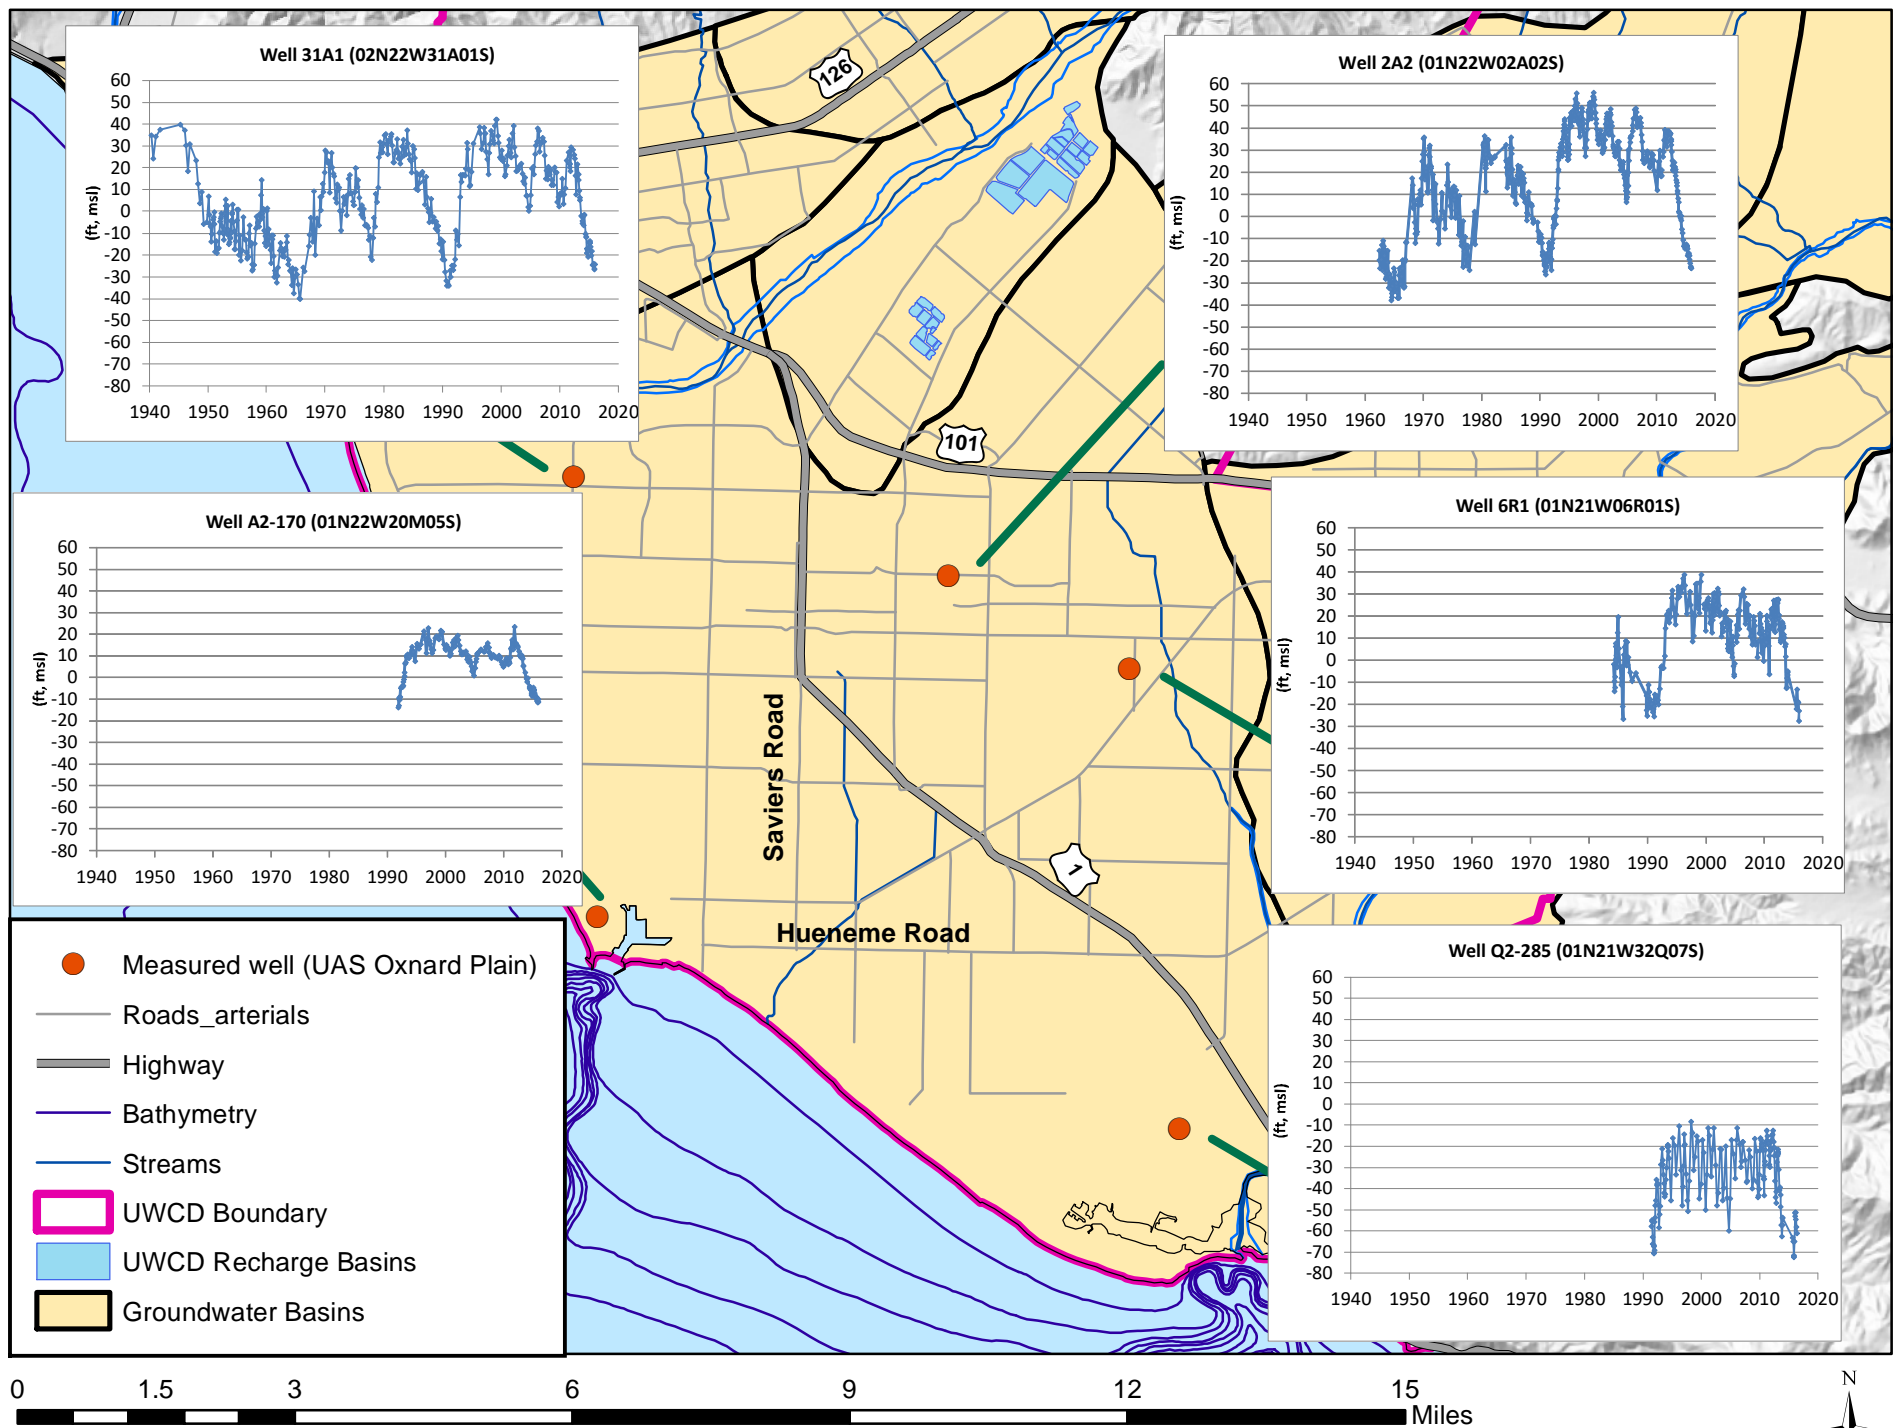 Well 31A1 (02N22W31A01S)
60
50
40
30
20
10
0
-10
-20
-30
-40
-50
-60
-70
-80
(ft, msl)
1940 1950 1960 1970 1980 1990 2000 2010 2020
126
Well 2A2 (01N22W02A02S)
60
50
40
30
20
10
0
-10
-20
-30
-40
-50
-60
-70
-80
(ft, msl)
1940 1950 1960 1970 1980 1990 2000 2010 2020
101
Well A2-170 (01N22W20M05S)
60
50
40
30
20
10
0
-10
-20
-30
-40
-50
-60
-70
-80
(ft, msl)
1940 1950 1960 1970 1980 1990 2000 2010 2020
Well 6R1 (01N21W06R01S)
60
50
40
30
20
10
0
-10
-20
-30
-40
-50
-60
-70
-80
(ft, msl)
1940 1950 1960 1970 1980 1990 2000 2010 2020
Saviers Road
1
Hueneme Road
Well Q2-285 (01N21W32Q07S)
60
50
40
30
20
10
0
-10
-20
-30
-40
-50
-60
-70
-80
(ft, msl)
1940 1950 1960 1970 1980 1990 2000 2010 2020
Measured well (UAS Oxnard Plain)
Roads_arterials
Highway
Bathymetry
Streams
UWCD Boundary
UWCD Recharge Basins
Groundwater Basins
0 1.5 3 6 9 12 15
Miles
N